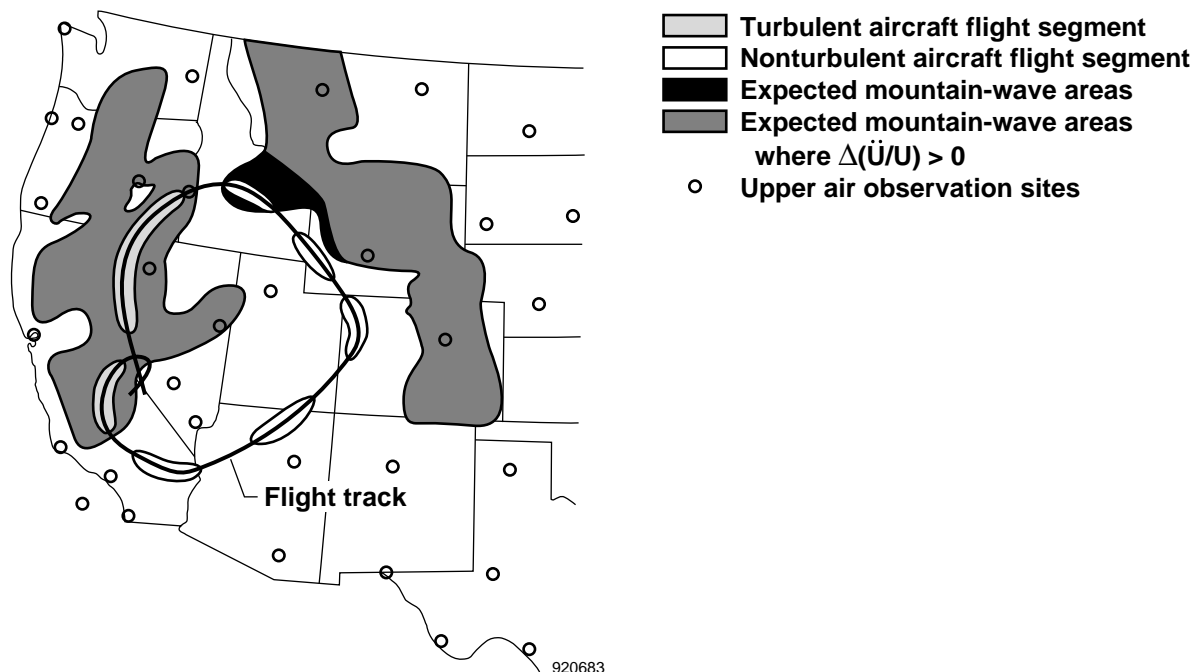 Turbulent aircraft flight segment
Nonturbulent aircraft flight segment
Expected mountain-wave areas
Expected mountain-wave areas
where Δ(Ü/U) > 0
Upper air observation sites
Flight track
920683